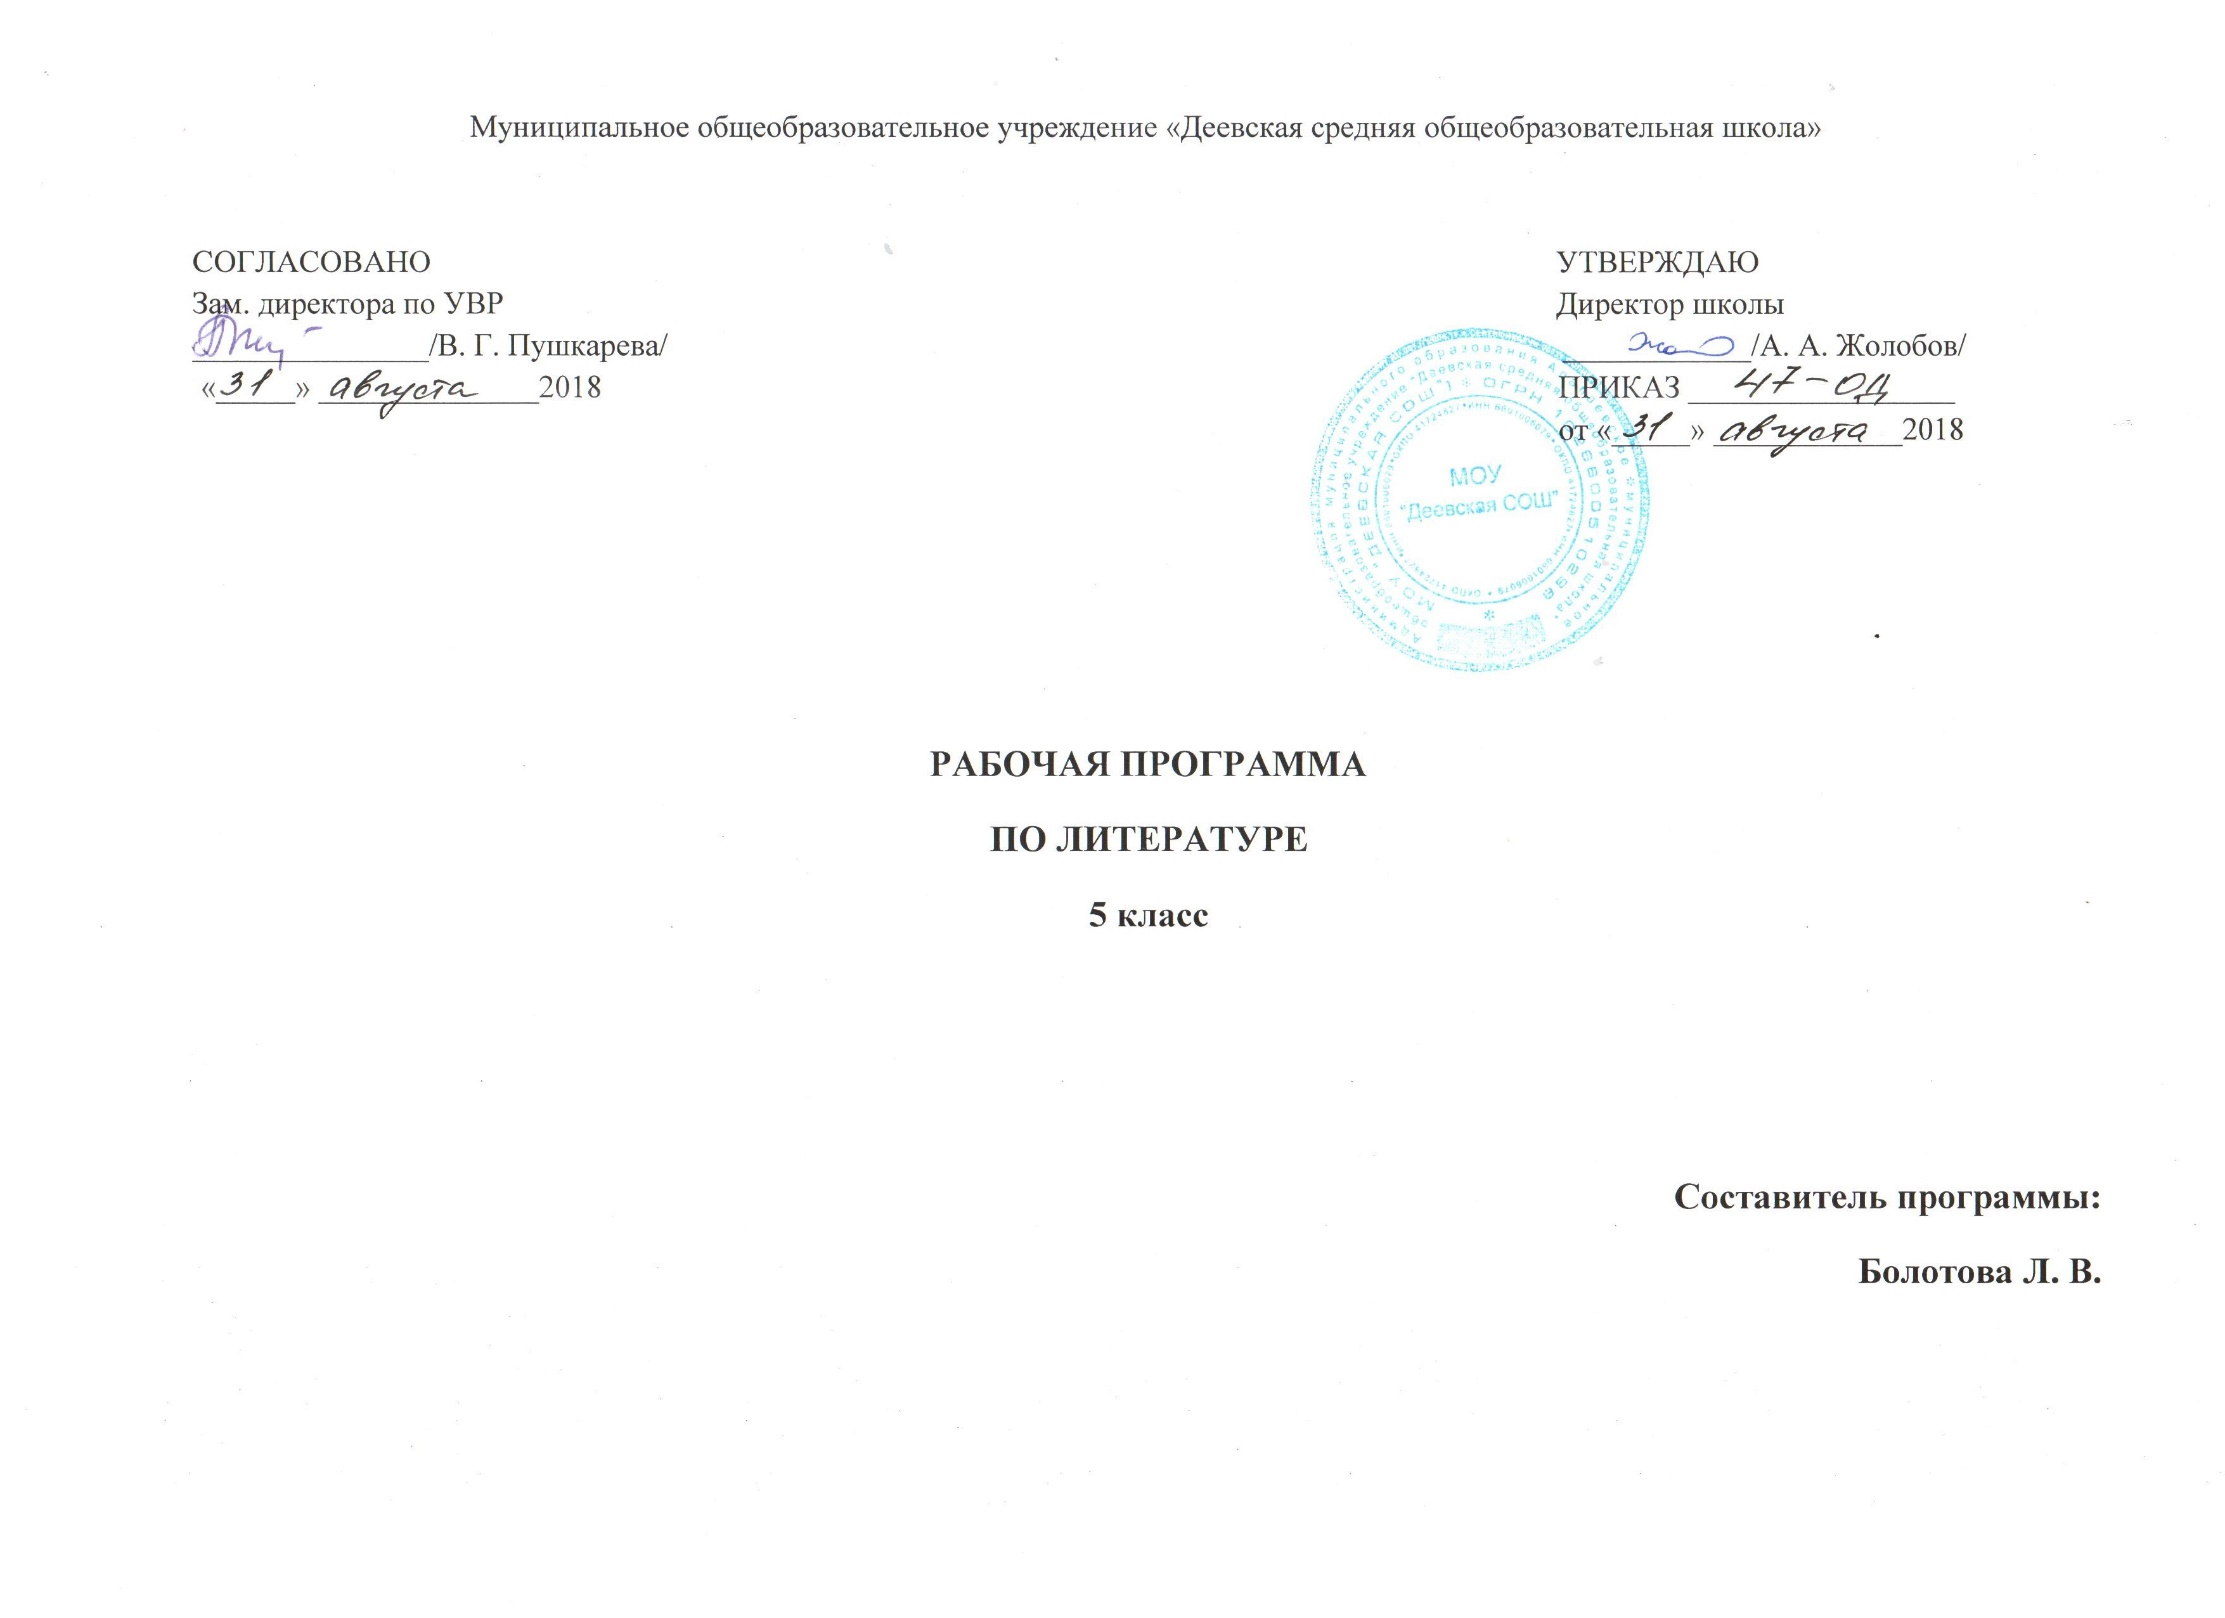 Муниципальное общеобразовательное учреждение «Деевская средняя общеобразовательная школа»
СОГЛАСОВАНО
Зам. директора по УВР
/В. Г. Пушкарева/
«31» августа 2018
УТВЕРЖДАЮ
Директор школы
/А. А. Жолобов/
ПРИКАЗ 47-ОД
от «31» августа 2018
МОУ
"Деевская СОШ"
РАБОЧАЯ ПРОГРАММА
ПО ЛИТЕРАТУРЕ
5 класс
Составитель программы:
Болотова Л. В.